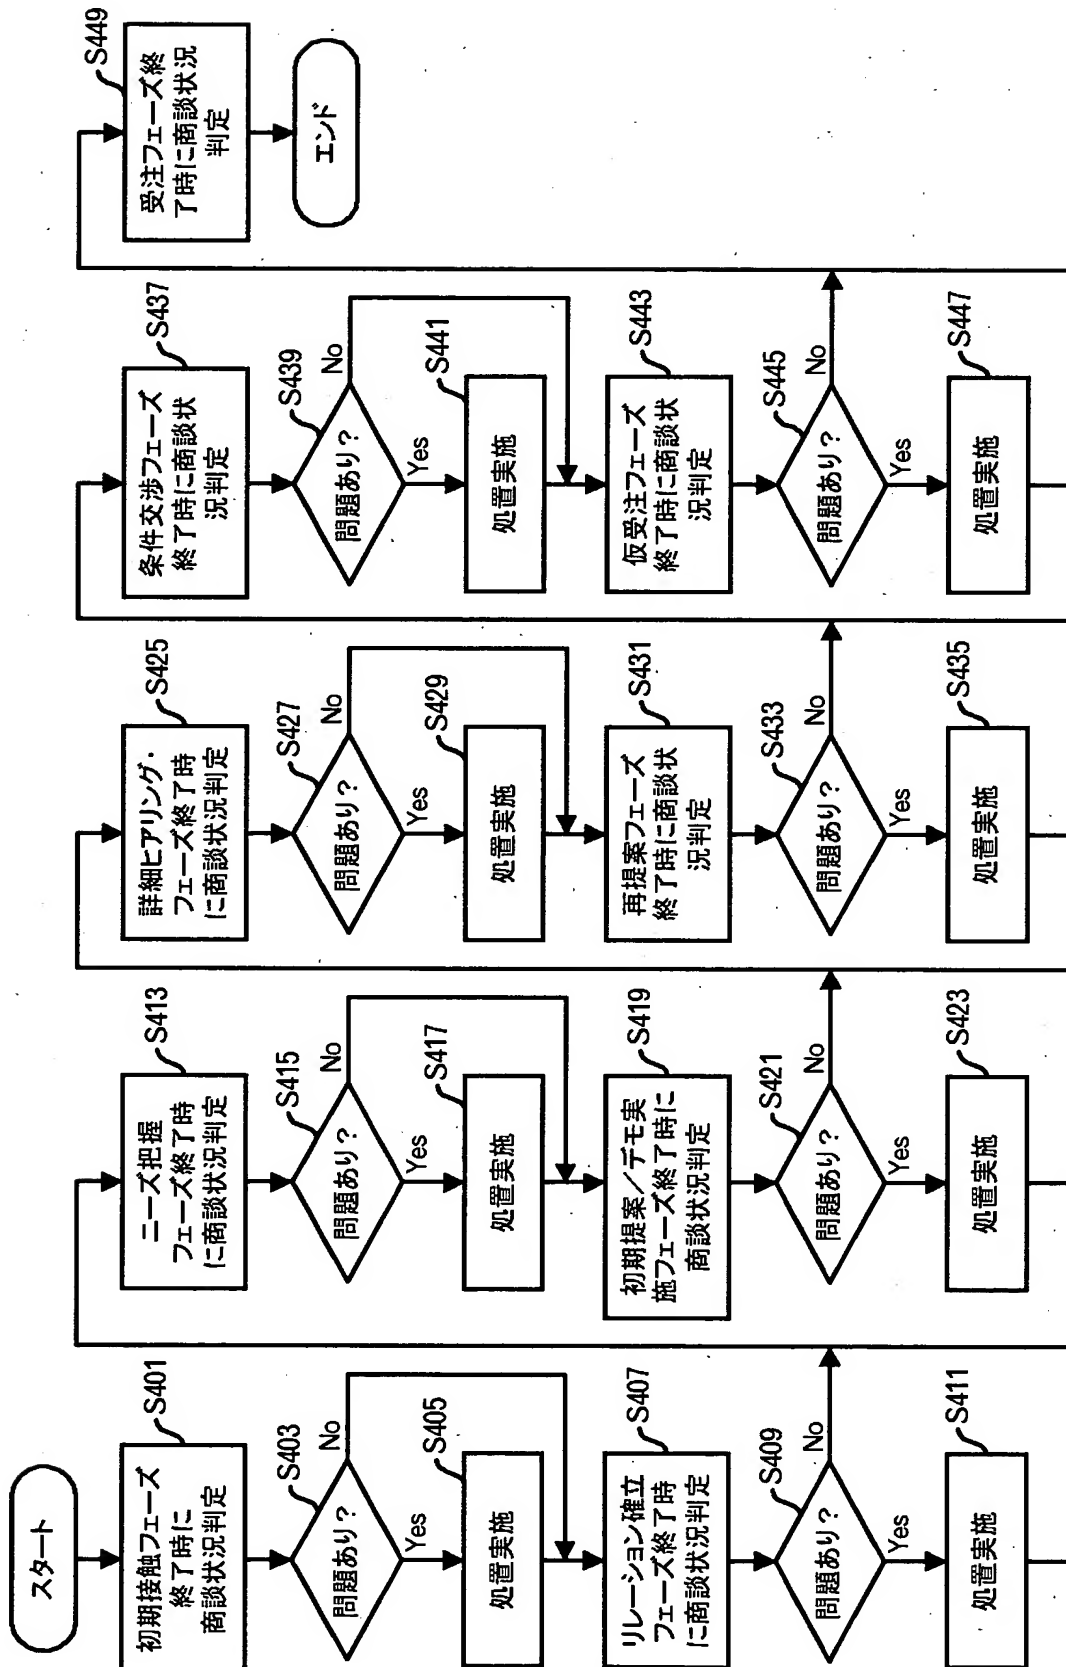 スタート
S401
初期接触フェーズ
終了時に
商談状況判定
S403
問題あり?
No
Yes
S405
処置実施
S407
リレーション確立
フェーズ終了時
に商談状況判定
S409
問題あり?
No
Yes
S411
処置実施
S413
ニーズ把握
フェーズ終了時
に商談状況判定
S415
問題あり?
No
Yes
S417
処置実施
S419
初期提案/デモ実
施フェーズ終了時に
商談状況判定
S421
問題あり?
No
Yes
S423
処置実施
S425
詳細ヒアリング・
フェーズ終了時
に商談状況判定
S427
問題あり?
No
Yes
S429
処置実施
S431
再提案フェーズ
終了時に商談状
況判定
S433
問題あり?
No
Yes
S435
処置実施
S437
条件交渉フェーズ
終了時に商談状
況判定
S439
問題あり?
No
Yes
S441
処置実施
S443
仮受注フェーズ
終了時に商談状
況判定
S445
問題あり?
No
Yes
S447
処置実施
S449
受注フェーズ終
了時に商談状況
判定
エンド